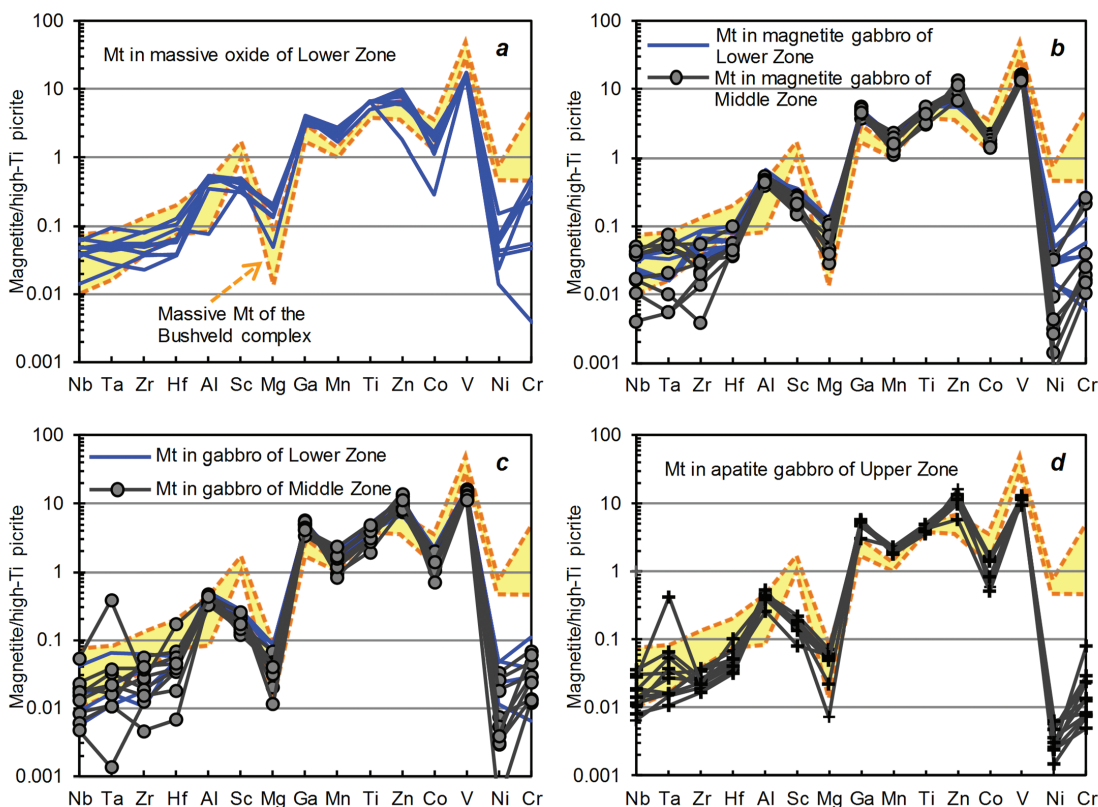 100
10
1
0.1
0.01
0.001
Magnetite/high-Ti picrite
Mt in massive oxide of Lower Zone
a
Massive Mt of the
Bushveld complex
Nb Ta Zr Hf Al Sc Mg Ga Mn Ti Zn Co V Ni Cr
100
10
1
0.1
0.01
0.001
Magnetite/high-Ti picrite
Mt in magnetite gabbro of
Lower Zone
Mt in magnetite gabbro of
Middle Zone
b
Nb Ta Zr Hf Al Sc Mg Ga Mn Ti Zn Co V Ni Cr
100
10
1
0.1
0.01
0.001
Magnetite/high-Ti picrite
Mt in gabbro of Lower Zone
Mt in gabbro of Middle Zone
c
Nb Ta Zr Hf Al Sc Mg Ga Mn Ti Zn Co V Ni Cr
100
10
1
0.1
0.01
0.001
Magnetite/high-Ti picrite
Mt in apatite gabbro of Upper Zone
d
Nb Ta Zr Hf Al Sc Mg Ga Mn Ti Zn Co V Ni Cr